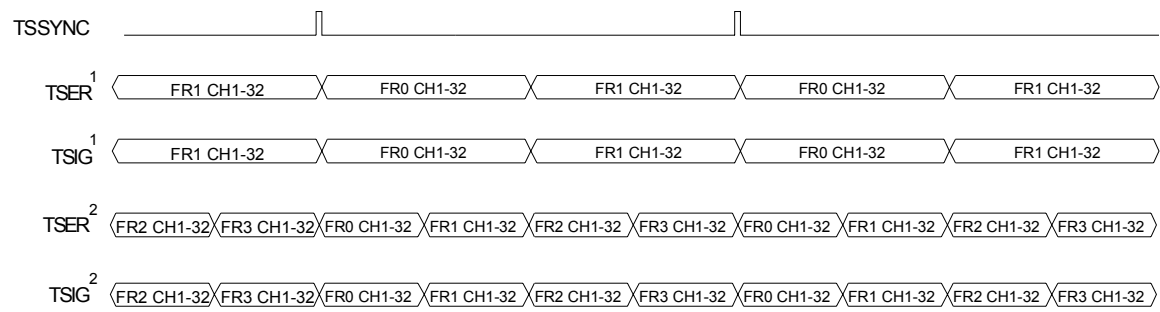 TSSYNC
TSER1 FR1 CH1-32 FR0 CH1-32 FR1 CH1-32 FR0 CH1-32 FR1 CH1-32
TSIG1 FR1 CH1-32 FR0 CH1-32 FR1 CH1-32 FR0 CH1-32 FR1 CH1-32
TSER2 FR2 CH1-32 FR3 CH1-32 FR0 CH1-32 FR1 CH1-32 FR2 CH1-32 FR3 CH1-32 FR0 CH1-32 FR1 CH1-32 FR2 CH1-32 FR3 CH1-32
TSIG2 FR2 CH1-32 FR3 CH1-32 FR0 CH1-32 FR1 CH1-32 FR2 CH1-32 FR3 CH1-32 FR0 CH1-32 FR1 CH1-32 FR2 CH1-32 FR3 CH1-32